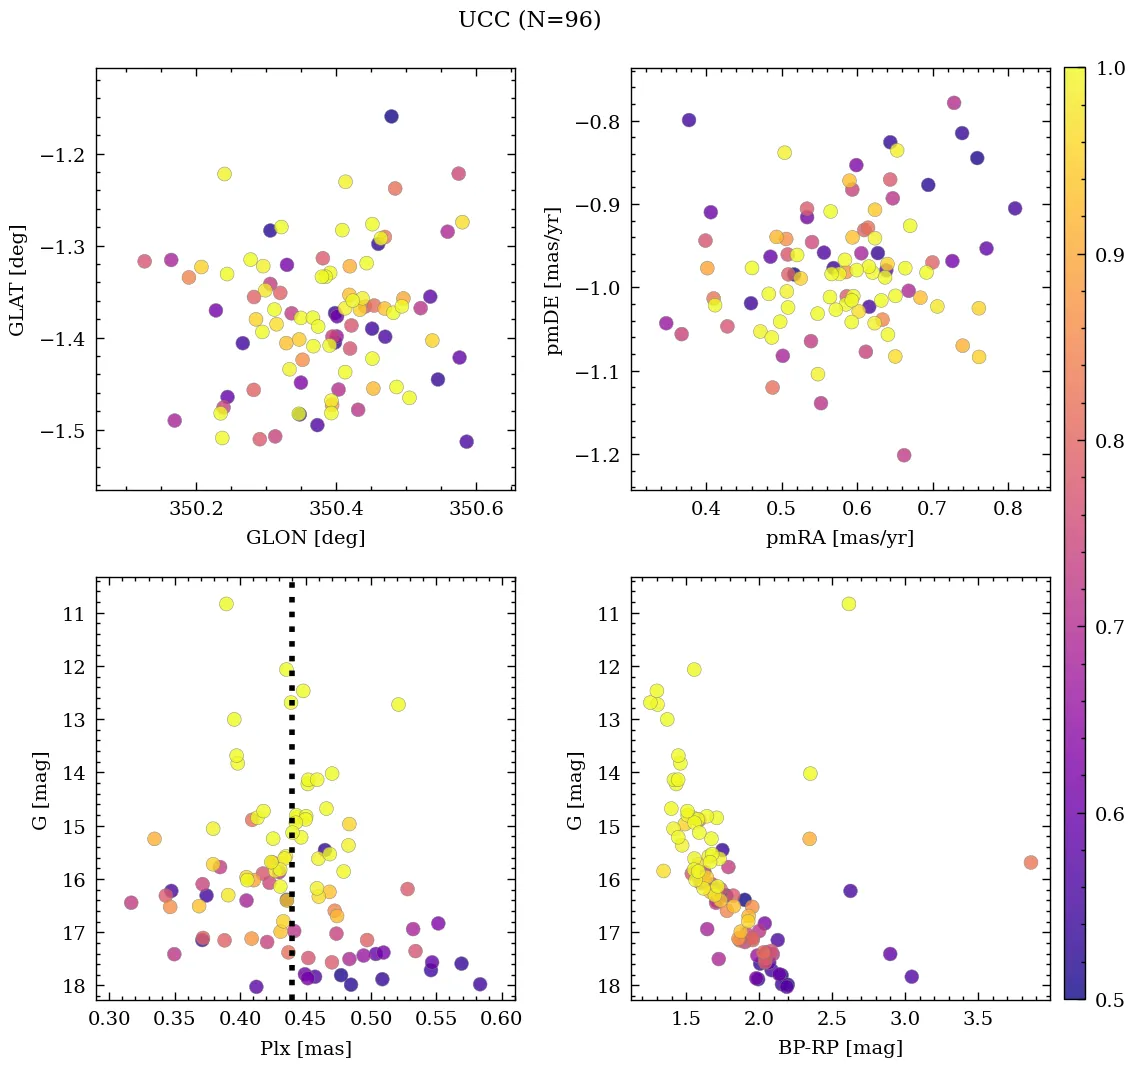 UCC (N=96)
−1.2
−1.3
−1.4
−1.5
GLAT [deg]
350.2 350.4 350.6
GLON [deg]
−0.8
−0.9
−1.0
−1.1
−1.2
pmDE [mas/yr]
0.4 0.5 0.6 0.7 0.8
pmRA [mas/yr]
1.0
0.9
0.8
0.7
0.6
0.5
11
12
13
14
15
16
17
18
G [mag]
0.30 0.35 0.40 0.45 0.50 0.55 0.60
Plx [mas]
11
12
13
14
15
16
17
18
G [mag]
1.5 2.0 2.5 3.0 3.5
BP-RP [mag]